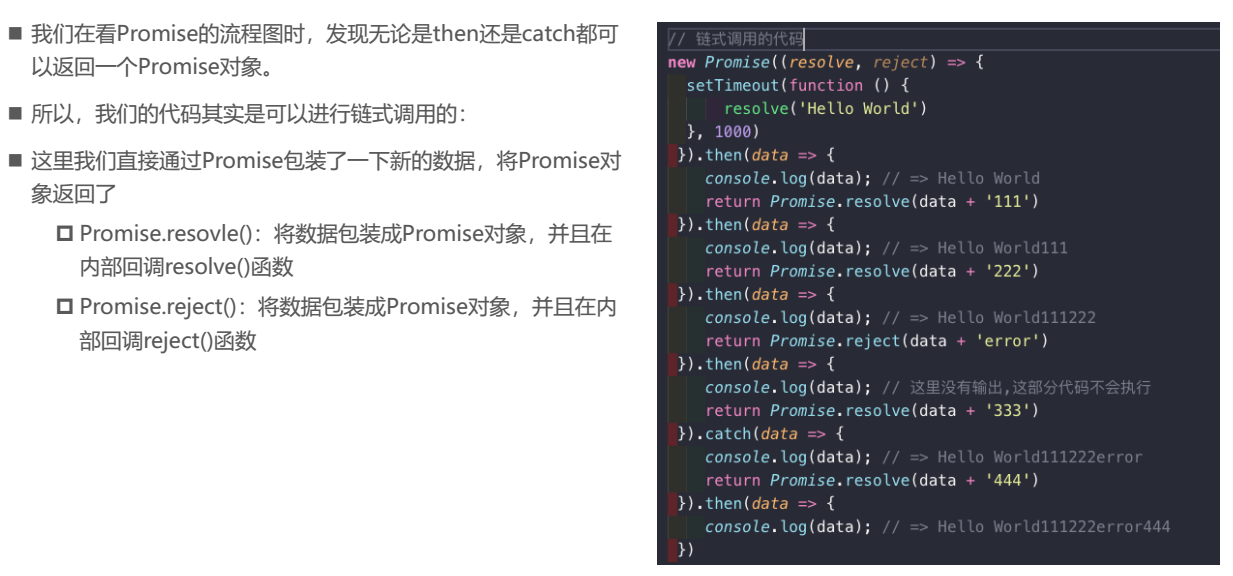 ■ 我们在看Promise的流程图时，发现无论是then还是catch都可
以返回一个Promise对象。
■ 所以，我们的代码其实是可以进行链式调用的：
■ 这里我们直接通过Promise包装了一下新的数据，将Promise对
象返回了
Promise.resovle()：将数据包装成Promise对象，并且在
内部回调resolve()函数
Promise.reject()：将数据包装成Promise对象，并且在内
部回调reject()函数
// 链式调用的代码
new Promise((resolve, reject) => {
  setTimeout(function () {
      resolve('Hello World')
  }, 1000)
}).then(data => {
    console.log(data); // => Hello World
    return Promise.resolve(data + '111')
}).then(data => {
    console.log(data); // => Hello World111
    return Promise.resolve(data + '222')
}).then(data => {
    console.log(data); // => Hello World111222
    return Promise.reject(data + 'error')
}).then(data => {
    console.log(data); // 这里没有输出,这部分代码不会执行
    return Promise.resolve(data + '333')
}).catch(data => {
    console.log(data); // => Hello World111222error
    return Promise.resolve(data + '444')
}).then(data => {
    console.log(data); // => Hello World111222error444
})